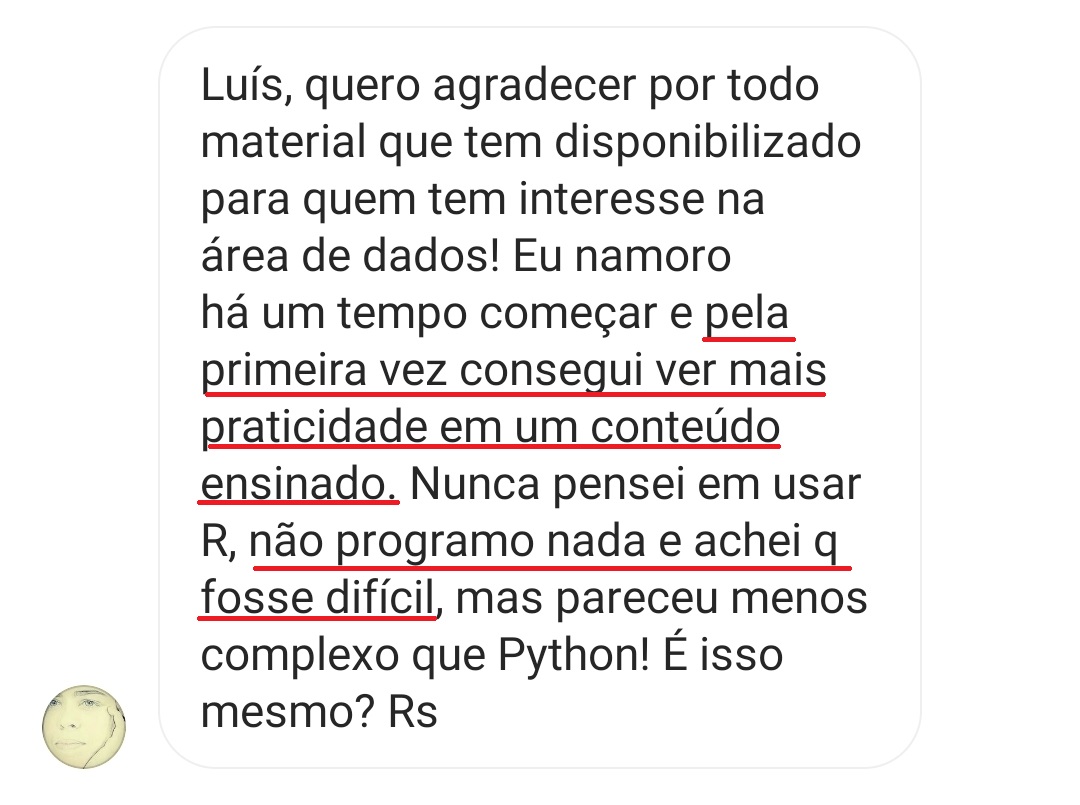 Luís, quero agradecer por todo
material que tem disponibilizado
para quem tem interesse na
área de dados! Eu namoro
há um tempo começar e pela
primeira vez consegui ver mais
praticidade em um conteúdo
ensinado. Nunca pensei em usar
R, não programo nada e achei q
fosse difícil, mas pareceu menos
complexo que Python! É isso
mesmo? Rs